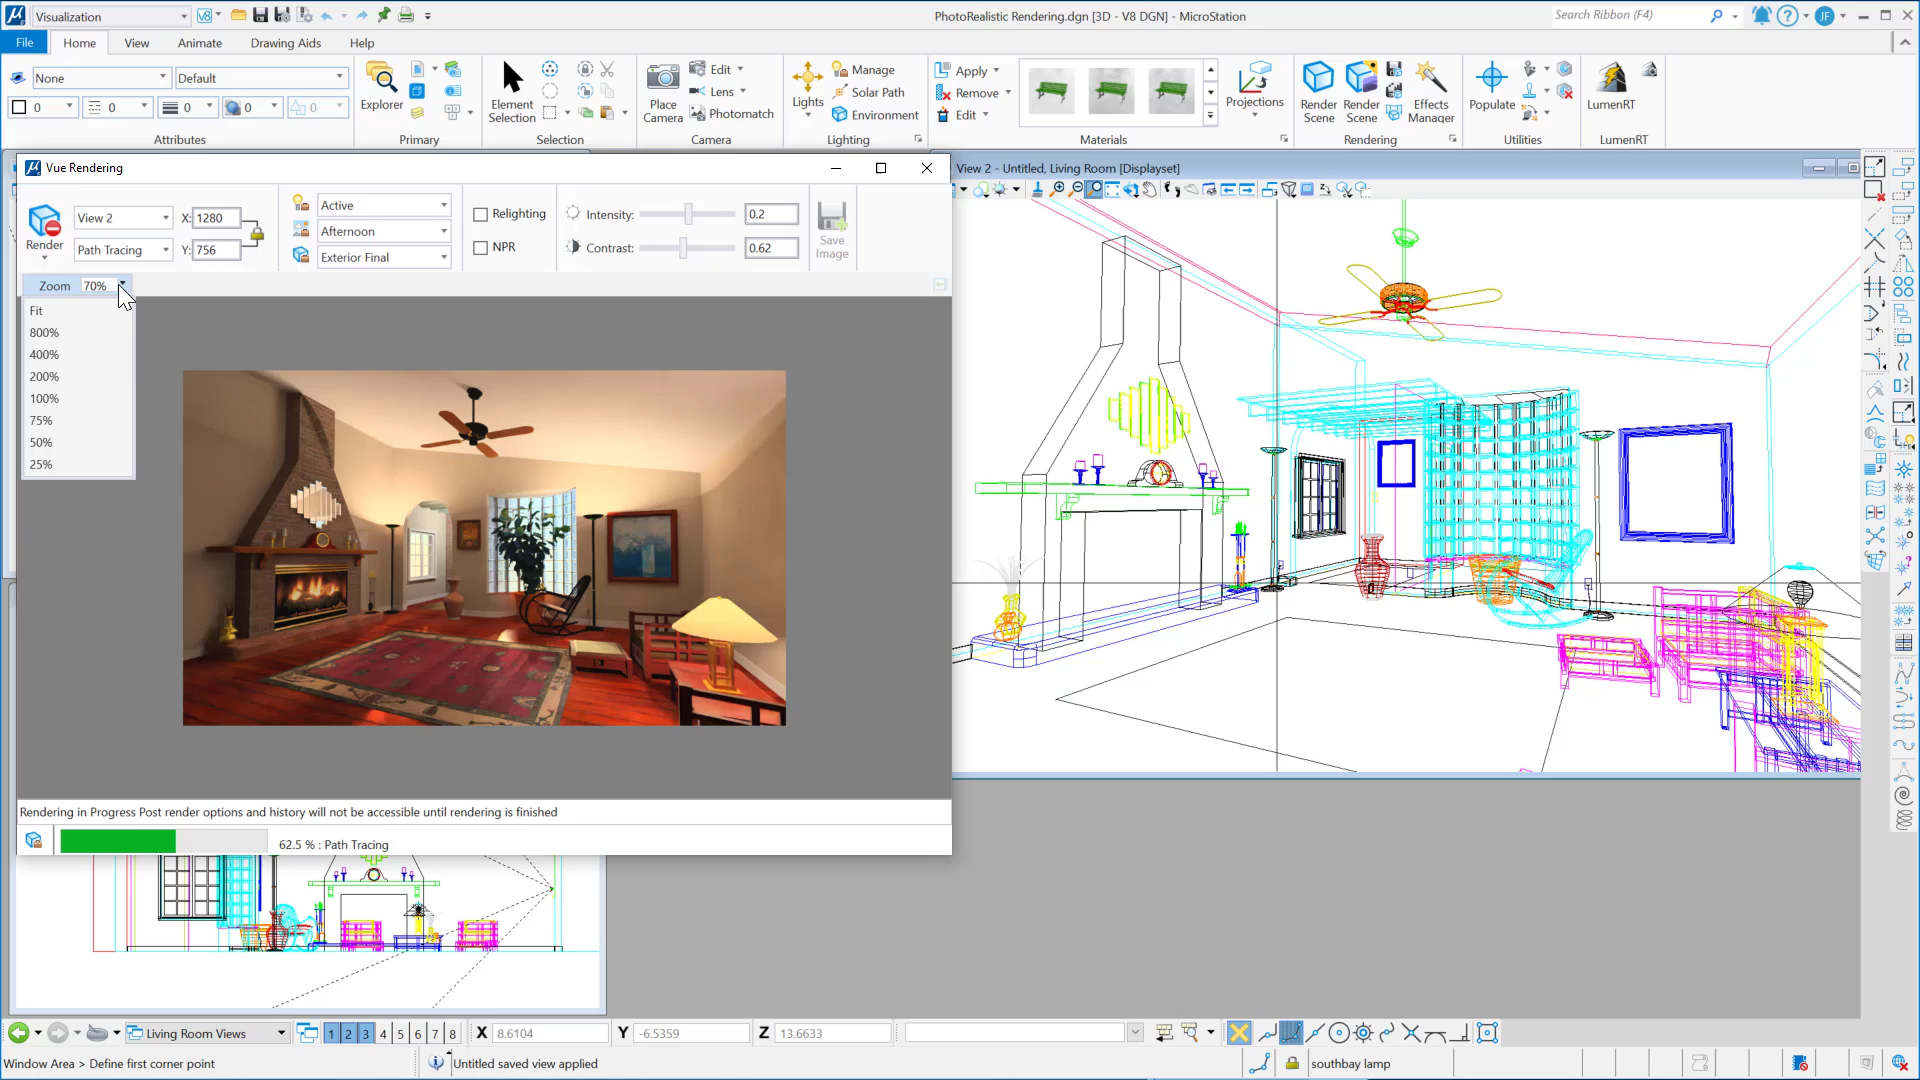 Visualization
V8
PhotoRealistic Rendering.dgn [3D - V8 DGN] - MicroStation
Search Ribbon (F4)
JF
File
Home
View
Animate
Drawing Aids
Help
None
Default
0
0
0
0
0
Attributes
Explorer
Primary
Element
Selection
Selection
Place
Camera
Edit
Lens
Photomatch
Camera
Lights
Manage
Solar Path
Environment
Lighting
Apply
Remove
Edit
Materials
Projections
Render
Scene
Render
Scene
Effects
Manager
Rendering
Populate
Utilities
LumenRT
LumenRT
Vue Rendering
View 2 - Untitled, Living Room [Displayset]
Render
View 2
Path Tracing
X: 1280
Y: 756
Active
Afternoon
Exterior Final
Relighting
NPR
Intensity: 0.2
Contrast: 0.62
Save
Image
Zoom 70%
Fit
800%
400%
200%
100%
75%
50%
25%
Rendering in Progress Post render options and history will not be accessible until rendering is finished
62.5 % : Path Tracing
Living Room Views
1 2 3 4 5 6 7 8
X 8.6104
Y -6.5359
Z 13.6633
Window Area > Define first corner point
Untitled saved view applied
southbay lamp